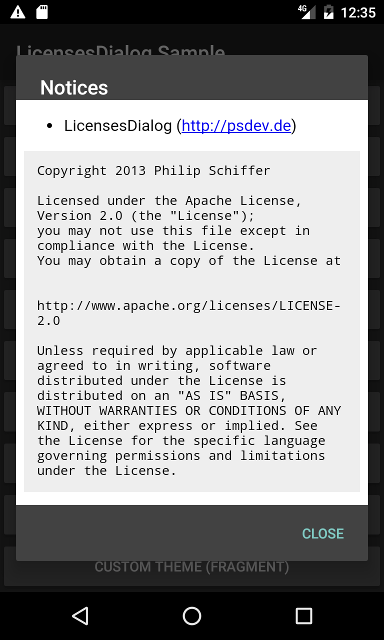 4G 12:35
LicensesDialog Sample
Notices
• LicensesDialog (http://psdev.de)
Copyright 2013 Philip Schiffer
Licensed under the Apache License,
Version 2.0 (the "License");
you may not use this file except in
compliance with the License.
You may obtain a copy of the License at
http://www.apache.org/licenses/LICENSE-
2.0
Unless required by applicable law or
agreed to in writing, software
distributed under the License is
distributed on an "AS IS" BASIS,
WITHOUT WARRANTIES OR CONDITIONS OF ANY
KIND, either express or implied. See
the License for the specific language
governing permissions and limitations
under the License.
CLOSE
CUSTOM THEME (FRAGMENT)